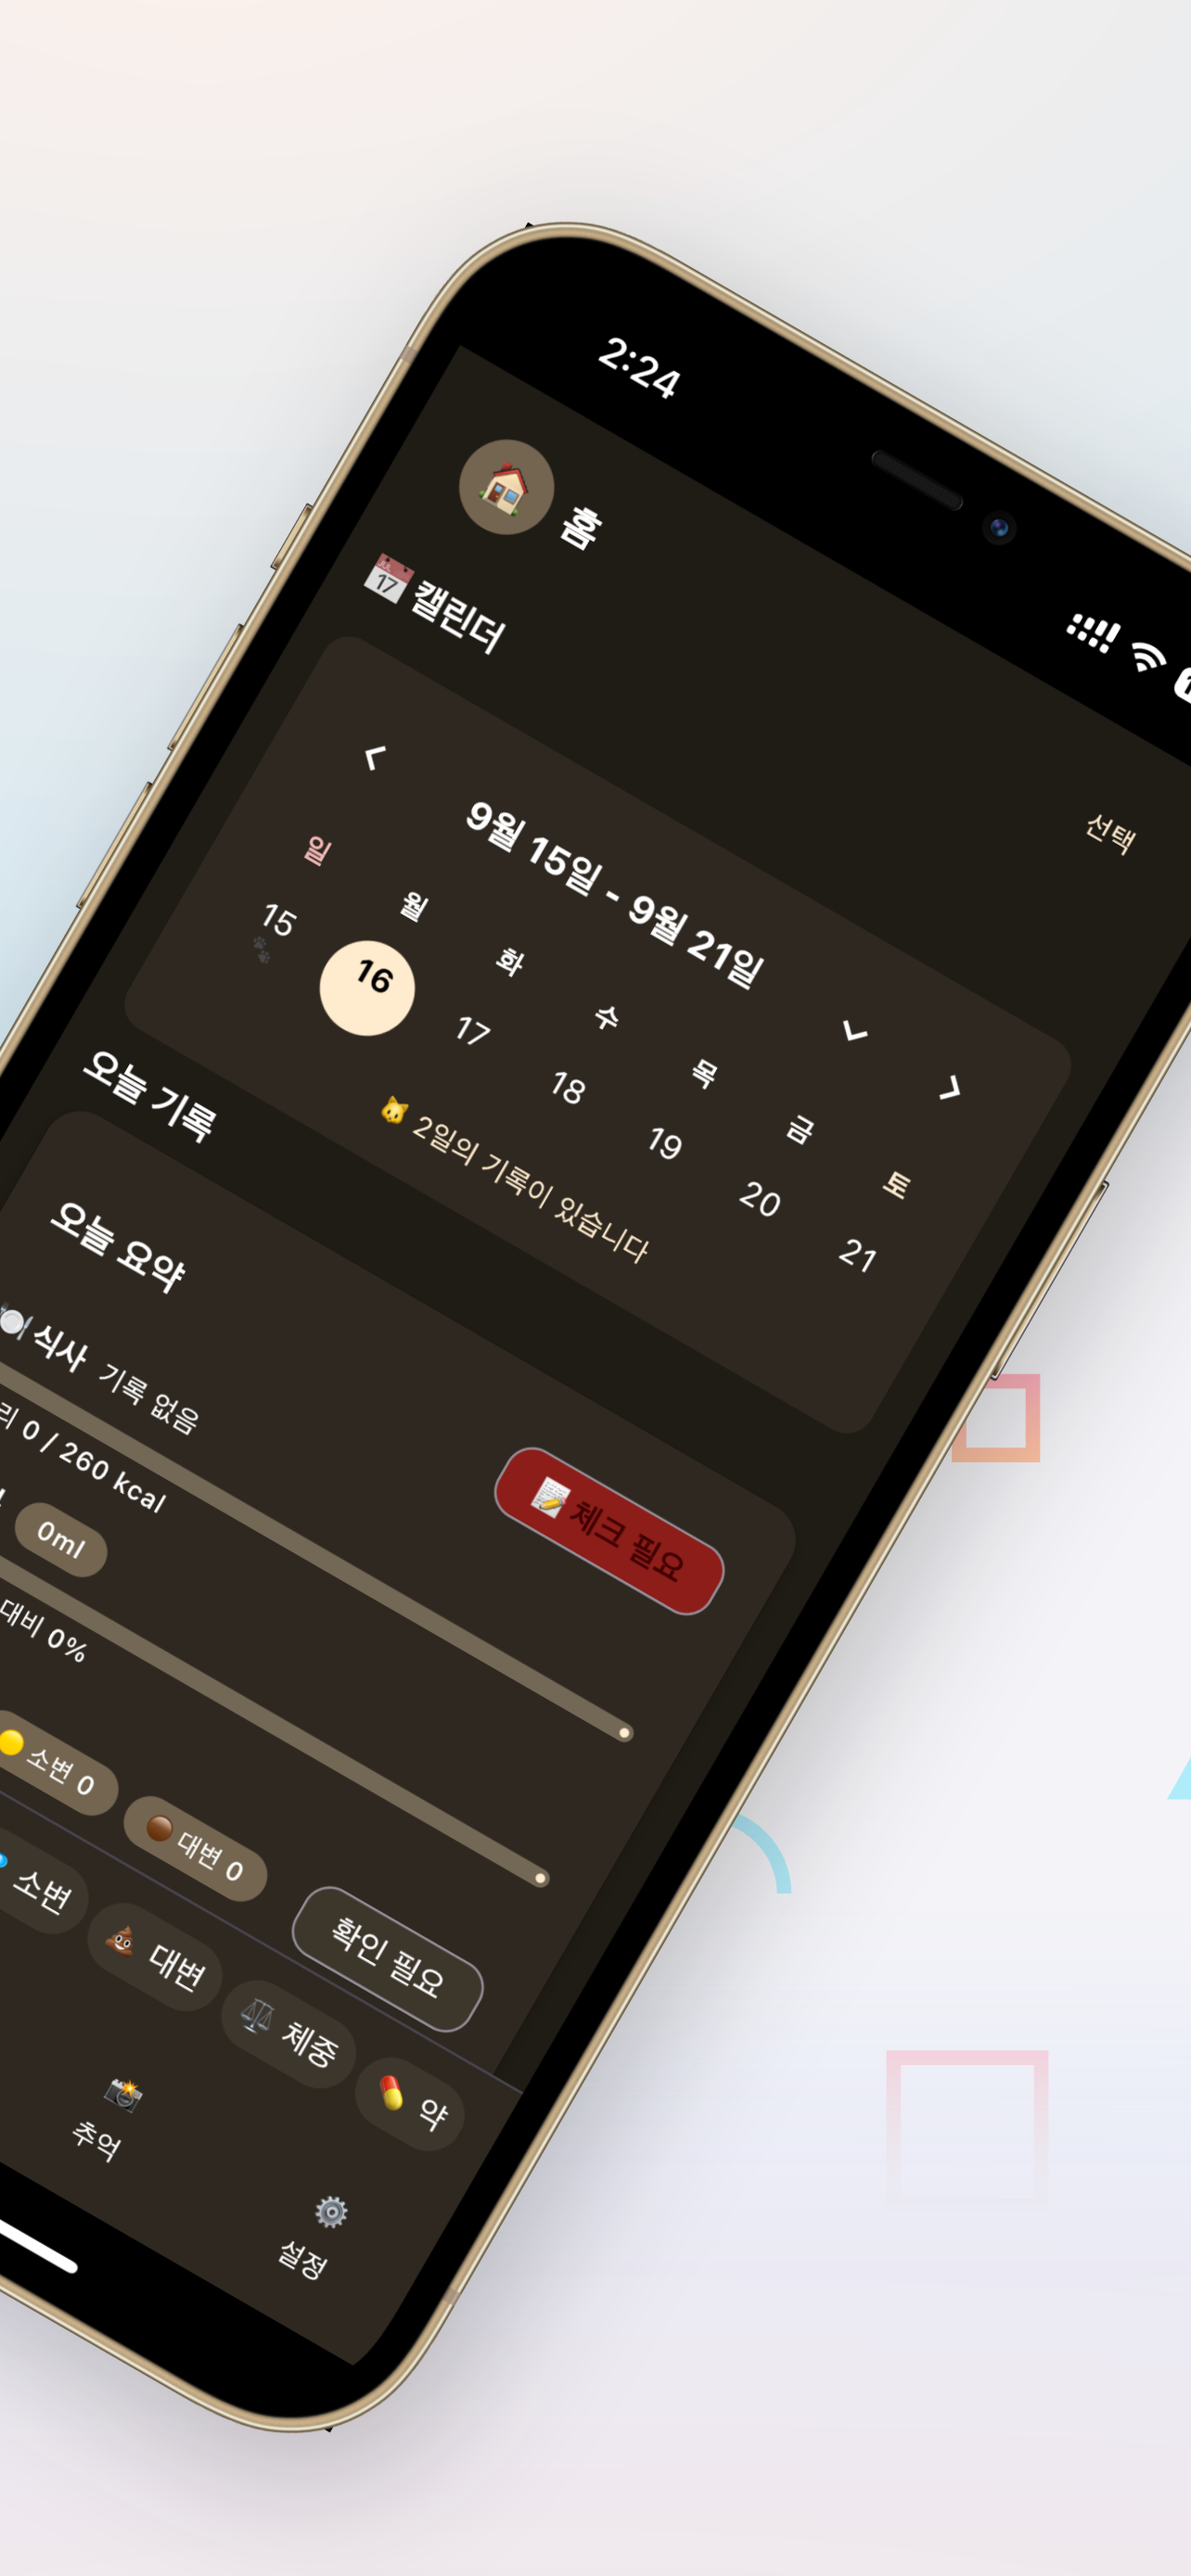 2:24
홈
17
캘린더
선택
9월 15일 - 9월 21일
일 월 화 수 목 금 토
15 16 17 18 19 20 21
2일의 기록이 있습니다
오늘 기록
오늘 요약
식사 기록 없음
체크 필요
리 0 / 260 kcal
0ml
대비 0%
소변 0
대변 0
확인 필요
소변
대변
체중
약
추억
설정